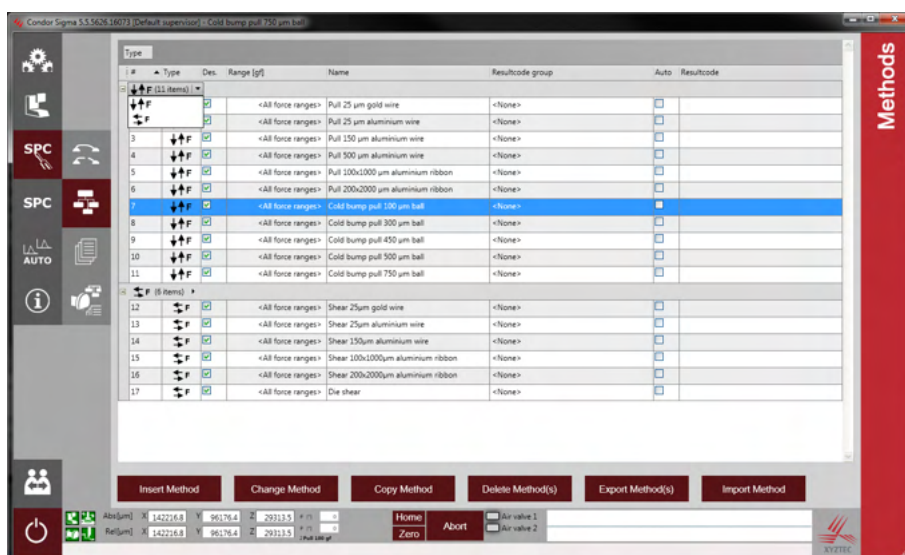 Condor Sigma 5.5.5626.16073 [Default supervisor] - Cold bump pull 750 µm ball
Methods
Type
# Type Des. Range [gf] Name Resultcode group Auto Resultcode
F (11 items)
F <All force ranges> Pull 25 µm gold wire <None>
F <All force ranges> Pull 25 µm aluminium wire <None>
3 F <All force ranges> Pull 150 µm aluminium wire <None>
4 F <All force ranges> Pull 500 µm aluminium wire <None>
5 F <All force ranges> Pull 100x1000 µm aluminium ribbon <None>
6 F <All force ranges> Pull 200x2000 µm aluminium ribbon <None>
7 F <All force ranges> Cold bump pull 100 µm ball <None>
8 F <All force ranges> Cold bump pull 300 µm ball <None>
9 F <All force ranges> Cold bump pull 450 µm ball <None>
10 F <All force ranges> Cold bump pull 500 µm ball <None>
11 F <All force ranges> Cold bump pull 750 µm ball <None>
F (6 items)
12 F <All force ranges> Shear 25µm gold wire <None>
13 F <All force ranges> Shear 25µm aluminium wire <None>
14 F <All force ranges> Shear 150µm aluminium wire <None>
15 F <All force ranges> Shear 100x1000µm aluminium ribbon <None>
16 F <All force ranges> Shear 200x2000µm aluminium ribbon <None>
17 F <All force ranges> Die shear <None>
SPC
SPC
AUTO
Insert Method Change Method Copy Method Delete Method(s) Export Method(s) Import Method
Abs[µm] X 142216.8 Y 96176.4 Z 29313.5 0 Home Abort Air valve 1
Rel[µm] X 142216.8 Y 96176.4 Z 29313.5 0 Zero Air valve 2
Pull 100 gf
XYZTEC